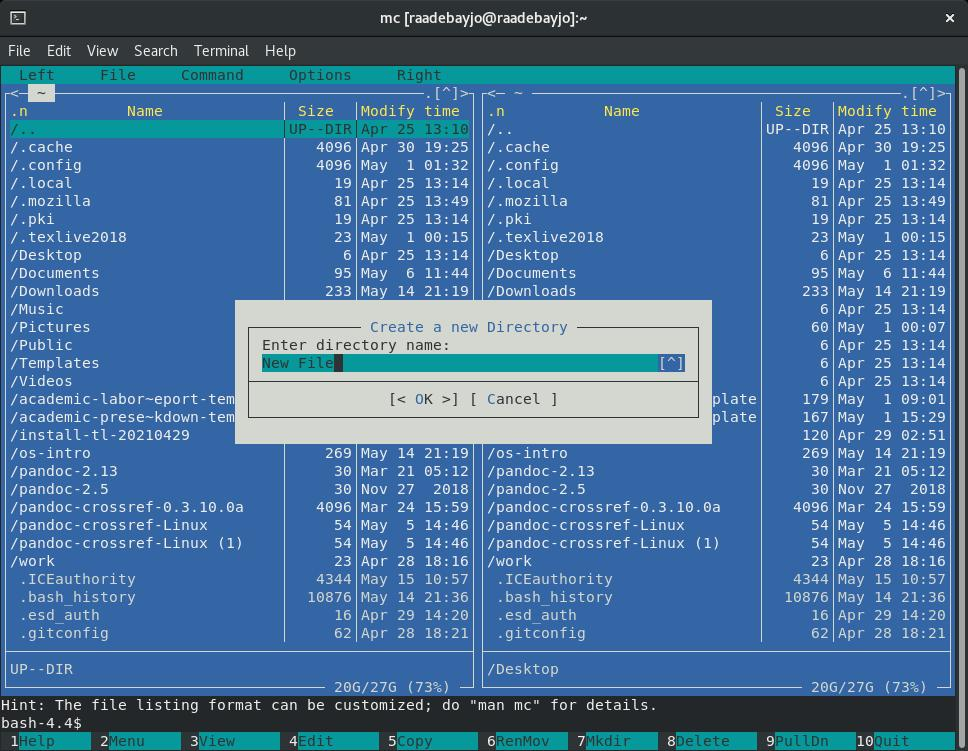 mc [raadebayjo@raadebayjo]:~
File Edit View Search Terminal Help
Left File Command Options Right
<─ ~ .[^]> <─ ~ .[^]>
.n Name Size Modify time .n Name Size Modify time
/.. UP--DIR Apr 25 13:10 /.. UP--DIR Apr 25 13:10
/.cache 4096 Apr 30 19:25 /.cache 4096 Apr 30 19:25
/.config 4096 May 1 01:32 /.config 4096 May 1 01:32
/.local 19 Apr 25 13:14 /.local 19 Apr 25 13:14
/.mozilla 81 Apr 25 13:49 /.mozilla 81 Apr 25 13:49
/.pki 19 Apr 25 13:14 /.pki 19 Apr 25 13:14
/.texlive2018 23 May 1 00:15 /.texlive2018 23 May 1 00:15
/Desktop 6 Apr 25 13:14 /Desktop 6 Apr 25 13:14
/Documents 95 May 6 11:44 /Documents 95 May 6 11:44
/Downloads 233 May 14 21:19 /Downloads 233 May 14 21:19
/Music 6 Apr 25 13:14
/Pictures Create a new Directory 60 May 1 00:07
/Public Enter directory name: 6 Apr 25 13:14
/Templates New File [^] 6 Apr 25 13:14
/Videos 6 Apr 25 13:14
/academic-labor~eport-tem [< OK >] [ Cancel ] plate 179 May 1 09:01
/academic-prese~kdown-tem plate 167 May 1 15:29
/install-tl-20210429 120 Apr 29 02:51
/os-intro 269 May 14 21:19 /os-intro 269 May 14 21:19
/pandoc-2.13 30 Mar 21 05:12 /pandoc-2.13 30 Mar 21 05:12
/pandoc-2.5 30 Nov 27 2018 /pandoc-2.5 30 Nov 27 2018
/pandoc-crossref-0.3.10.0a 4096 Mar 24 15:59 /pandoc-crossref-0.3.10.0a 4096 Mar 24 15:59
/pandoc-crossref-Linux 54 May 5 14:46 /pandoc-crossref-Linux 54 May 5 14:46
/pandoc-crossref-Linux (1) 54 May 5 14:46 /pandoc-crossref-Linux (1) 54 May 5 14:46
/work 23 Apr 28 18:16 /work 23 Apr 28 18:16
.ICEauthority 4344 May 15 10:57 .ICEauthority 4344 May 15 10:57
.bash_history 10876 May 14 21:36 .bash_history 10876 May 14 21:36
.esd_auth 16 Apr 29 14:20 .esd_auth 16 Apr 29 14:20
.gitconfig 62 Apr 28 18:21 .gitconfig 62 Apr 28 18:21
UP--DIR /Desktop
20G/27G (73%) 20G/27G (73%)
Hint: The file listing format can be customized; do "man mc" for details.
bash-4.4$
1Help 2Menu 3View 4Edit 5Copy 6RenMov 7Mkdir 8Delete 9PullDn 10Quit